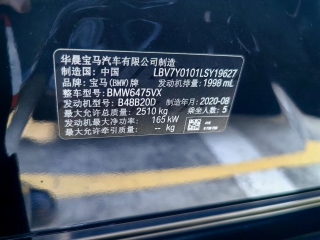 华晨宝马汽车有限公司制造
制造国：中国 LBV7Y0101LSY19627
宝马(BMW)牌 发动机排量：1998 mL
整车型号：BMW6475VX
发动机型号：B48B20D 制造年月：2020-08
最大允许总质量：2510 kg 乘坐人数：5
发动机最大净功率：165 kW
最大允许牵引质量：-- kg